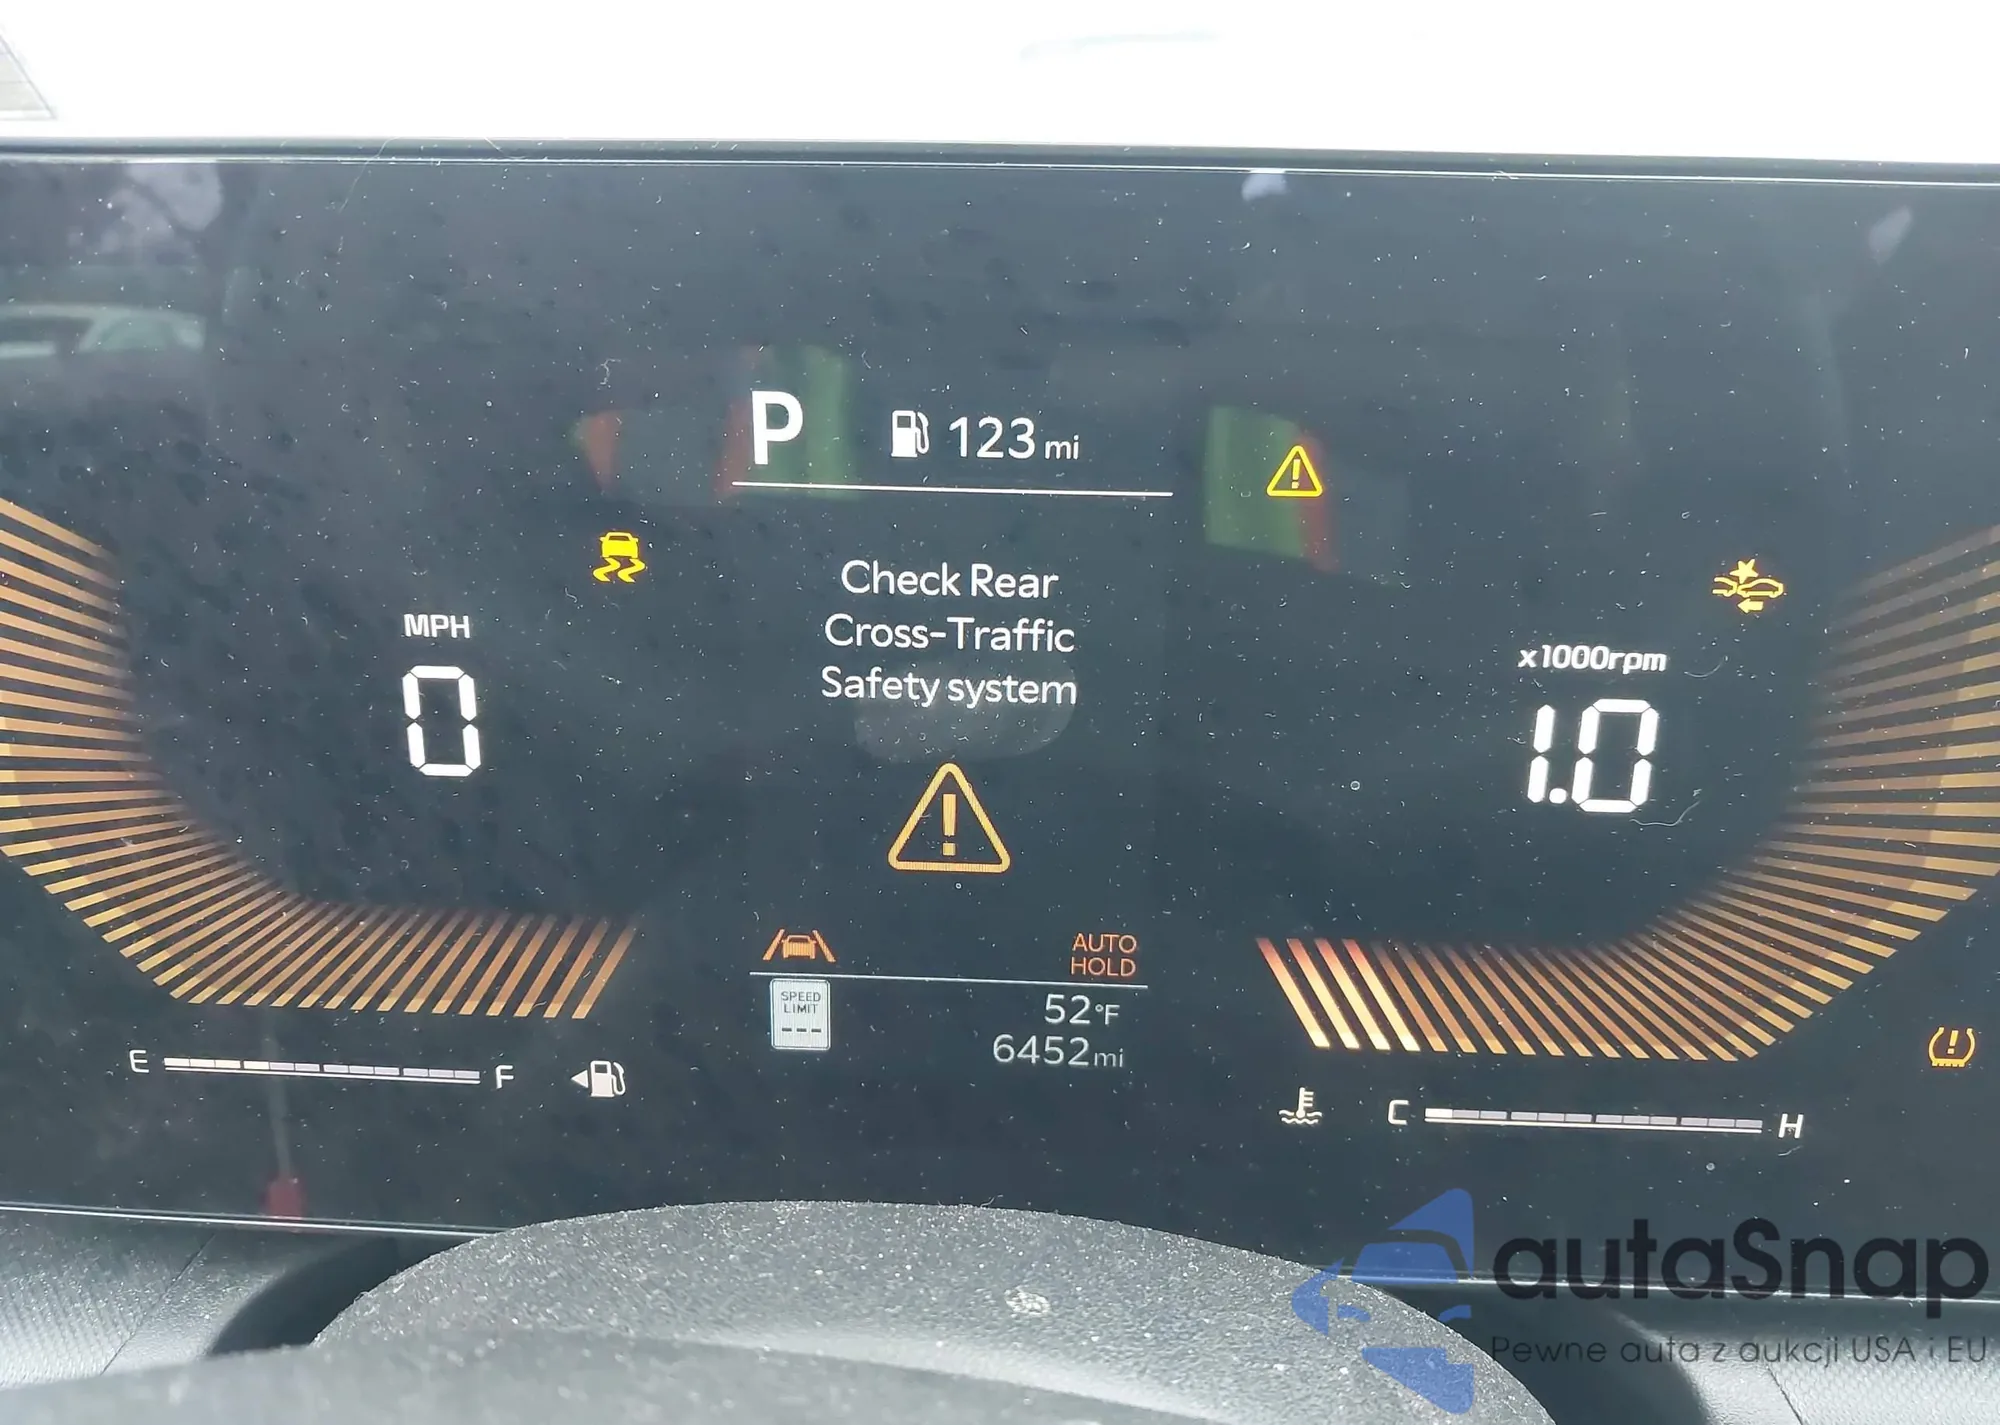 P 123 mi
Check Rear
Cross-Traffic
Safety system
MPH
0
x1000rpm
1.0
AUTO
HOLD
SPEED
LIMIT
---
52°F
6452mi
E F
C H
autaSnap
Pewne auta z aukcji USA i EU